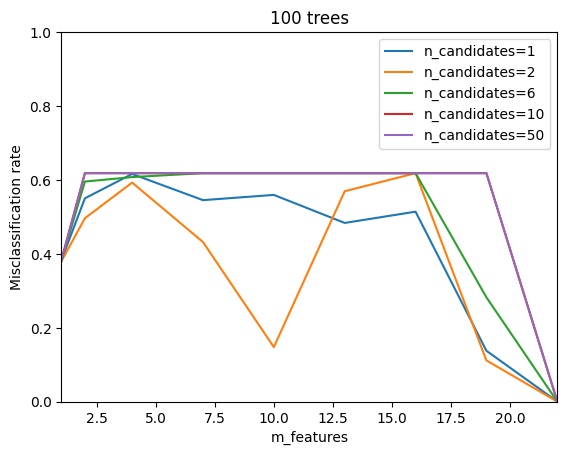 100 trees
n_candidates=1
n_candidates=2
n_candidates=6
n_candidates=10
n_candidates=50
Misclassification rate
1.0
0.8
0.6
0.4
0.2
0.0
2.5 5.0 7.5 10.0 12.5 15.0 17.5 20.0
m_features